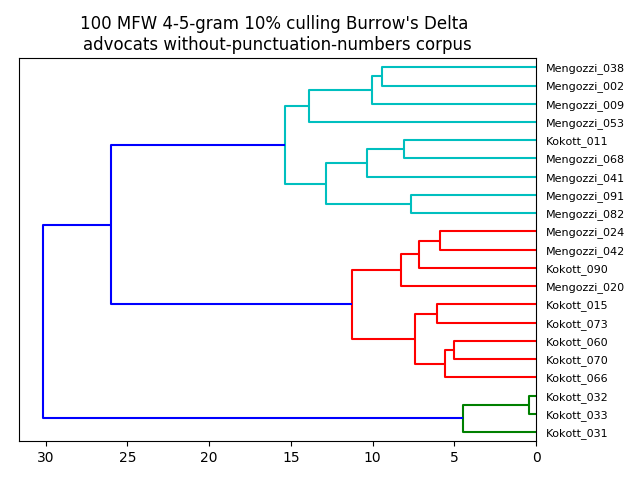 100 MFW 4-5-gram 10% culling Burrow's Delta
advocats without-punctuation-numbers corpus
Mengozzi_038
Mengozzi_002
Mengozzi_009
Mengozzi_053
Kokott_011
Mengozzi_068
Mengozzi_041
Mengozzi_091
Mengozzi_082
Mengozzi_024
Mengozzi_042
Kokott_090
Mengozzi_020
Kokott_015
Kokott_073
Kokott_060
Kokott_070
Kokott_066
Kokott_032
Kokott_033
Kokott_031
30 25 20 15 10 5 0